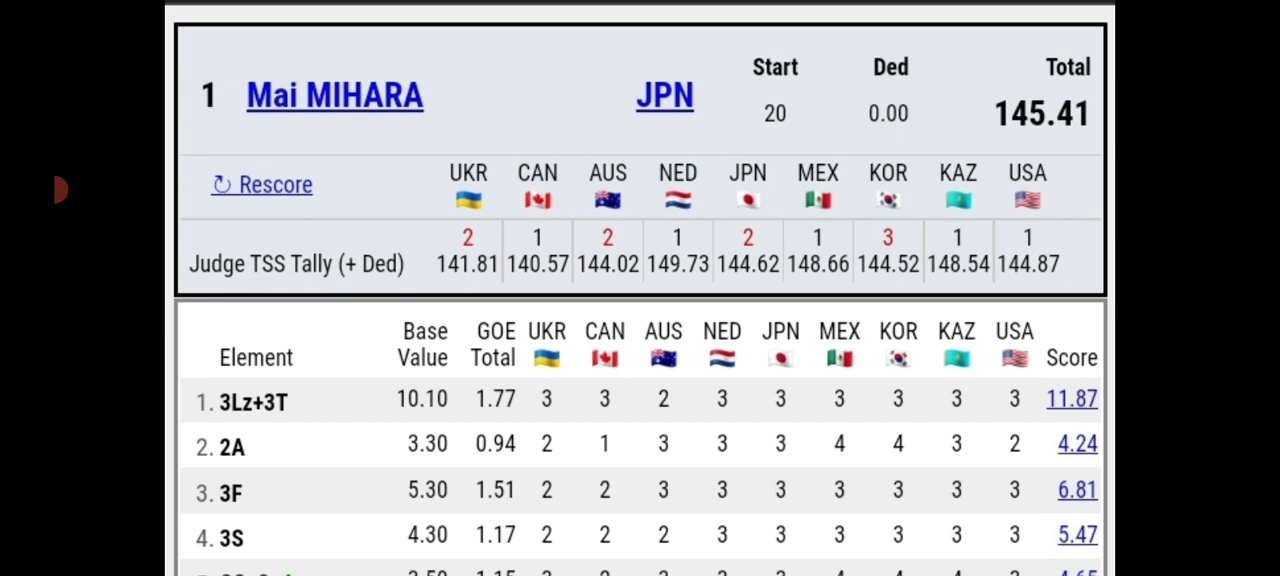 Start Ded Total
1 Mai MIHARA JPN 20 0.00 145.41
↻ Rescore UKR CAN AUS NED JPN MEX KOR KAZ USA
2 1 2 1 2 1 3 1 1
Judge TSS Tally (+ Ded) 141.81 140.57 144.02 149.73 144.62 148.66 144.52 148.54 144.87
Base GOE UKR CAN AUS NED JPN MEX KOR KAZ USA
Element Value Total Score
1. 3Lz+3T 10.10 1.77 3 3 2 3 3 3 3 3 3 11.87
2. 2A 3.30 0.94 2 1 3 3 3 4 4 3 2 4.24
3. 3F 5.30 1.51 2 2 3 3 3 3 3 3 3 6.81
4. 3S 4.30 1.17 2 2 2 3 3 3 3 3 3 5.47